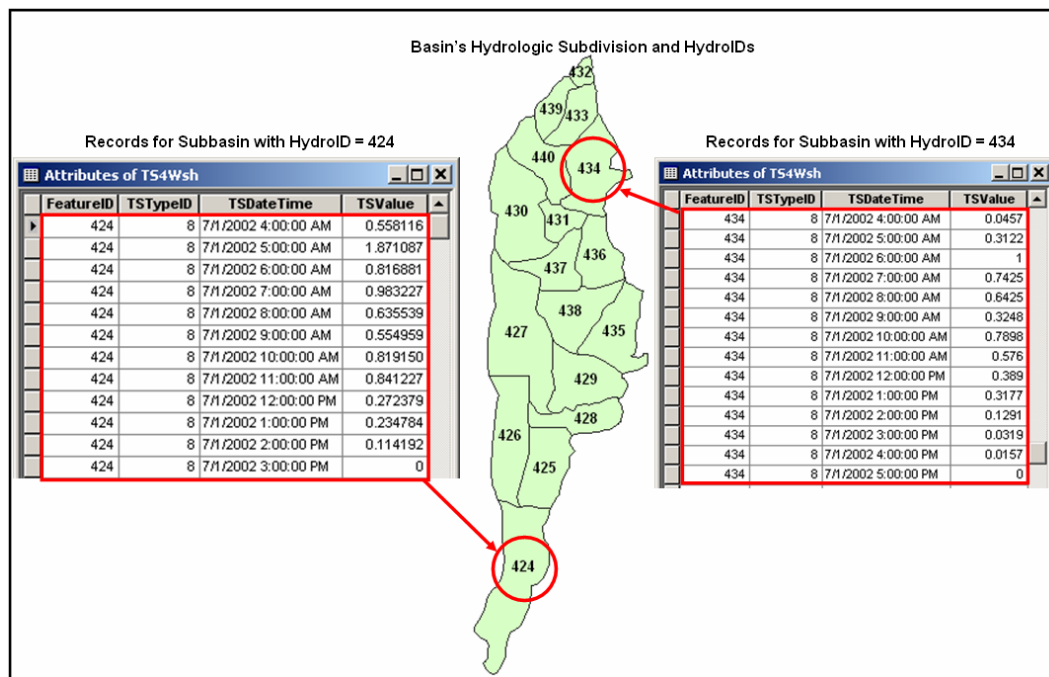 Basin's Hydrologic Subdivision and HydroIDs
Records for Subbasin with HydroID = 424
Attributes of TS4Wsh
FeatureID TSTypeID TSDateTime TSValue
424 8 7/1/2002 4:00:00 AM 0.558116
424 8 7/1/2002 5:00:00 AM 1.871087
424 8 7/1/2002 6:00:00 AM 0.816881
424 8 7/1/2002 7:00:00 AM 0.983227
424 8 7/1/2002 8:00:00 AM 0.635539
424 8 7/1/2002 9:00:00 AM 0.554959
424 8 7/1/2002 10:00:00 AM 0.819150
424 8 7/1/2002 11:00:00 AM 0.841227
424 8 7/1/2002 12:00:00 PM 0.272379
424 8 7/1/2002 1:00:00 PM 0.234784
424 8 7/1/2002 2:00:00 PM 0.114192
424 8 7/1/2002 3:00:00 PM 0
432
439
433
440
434
430
431
436
437
438
427
435
429
428
426
425
424
Records for Subbasin with HydroID = 434
Attributes of TS4Wsh
FeatureID TSTypeID TSDateTime TSValue
434 8 7/1/2002 4:00:00 AM 0.0457
434 8 7/1/2002 5:00:00 AM 0.3122
434 8 7/1/2002 6:00:00 AM 1
434 8 7/1/2002 7:00:00 AM 0.7425
434 8 7/1/2002 8:00:00 AM 0.6425
434 8 7/1/2002 9:00:00 AM 0.3248
434 8 7/1/2002 10:00:00 AM 0.7898
434 8 7/1/2002 11:00:00 AM 0.576
434 8 7/1/2002 12:00:00 PM 0.389
434 8 7/1/2002 1:00:00 PM 0.3177
434 8 7/1/2002 2:00:00 PM 0.1291
434 8 7/1/2002 3:00:00 PM 0.0319
434 8 7/1/2002 4:00:00 PM 0.0157
434 8 7/1/2002 5:00:00 PM 0